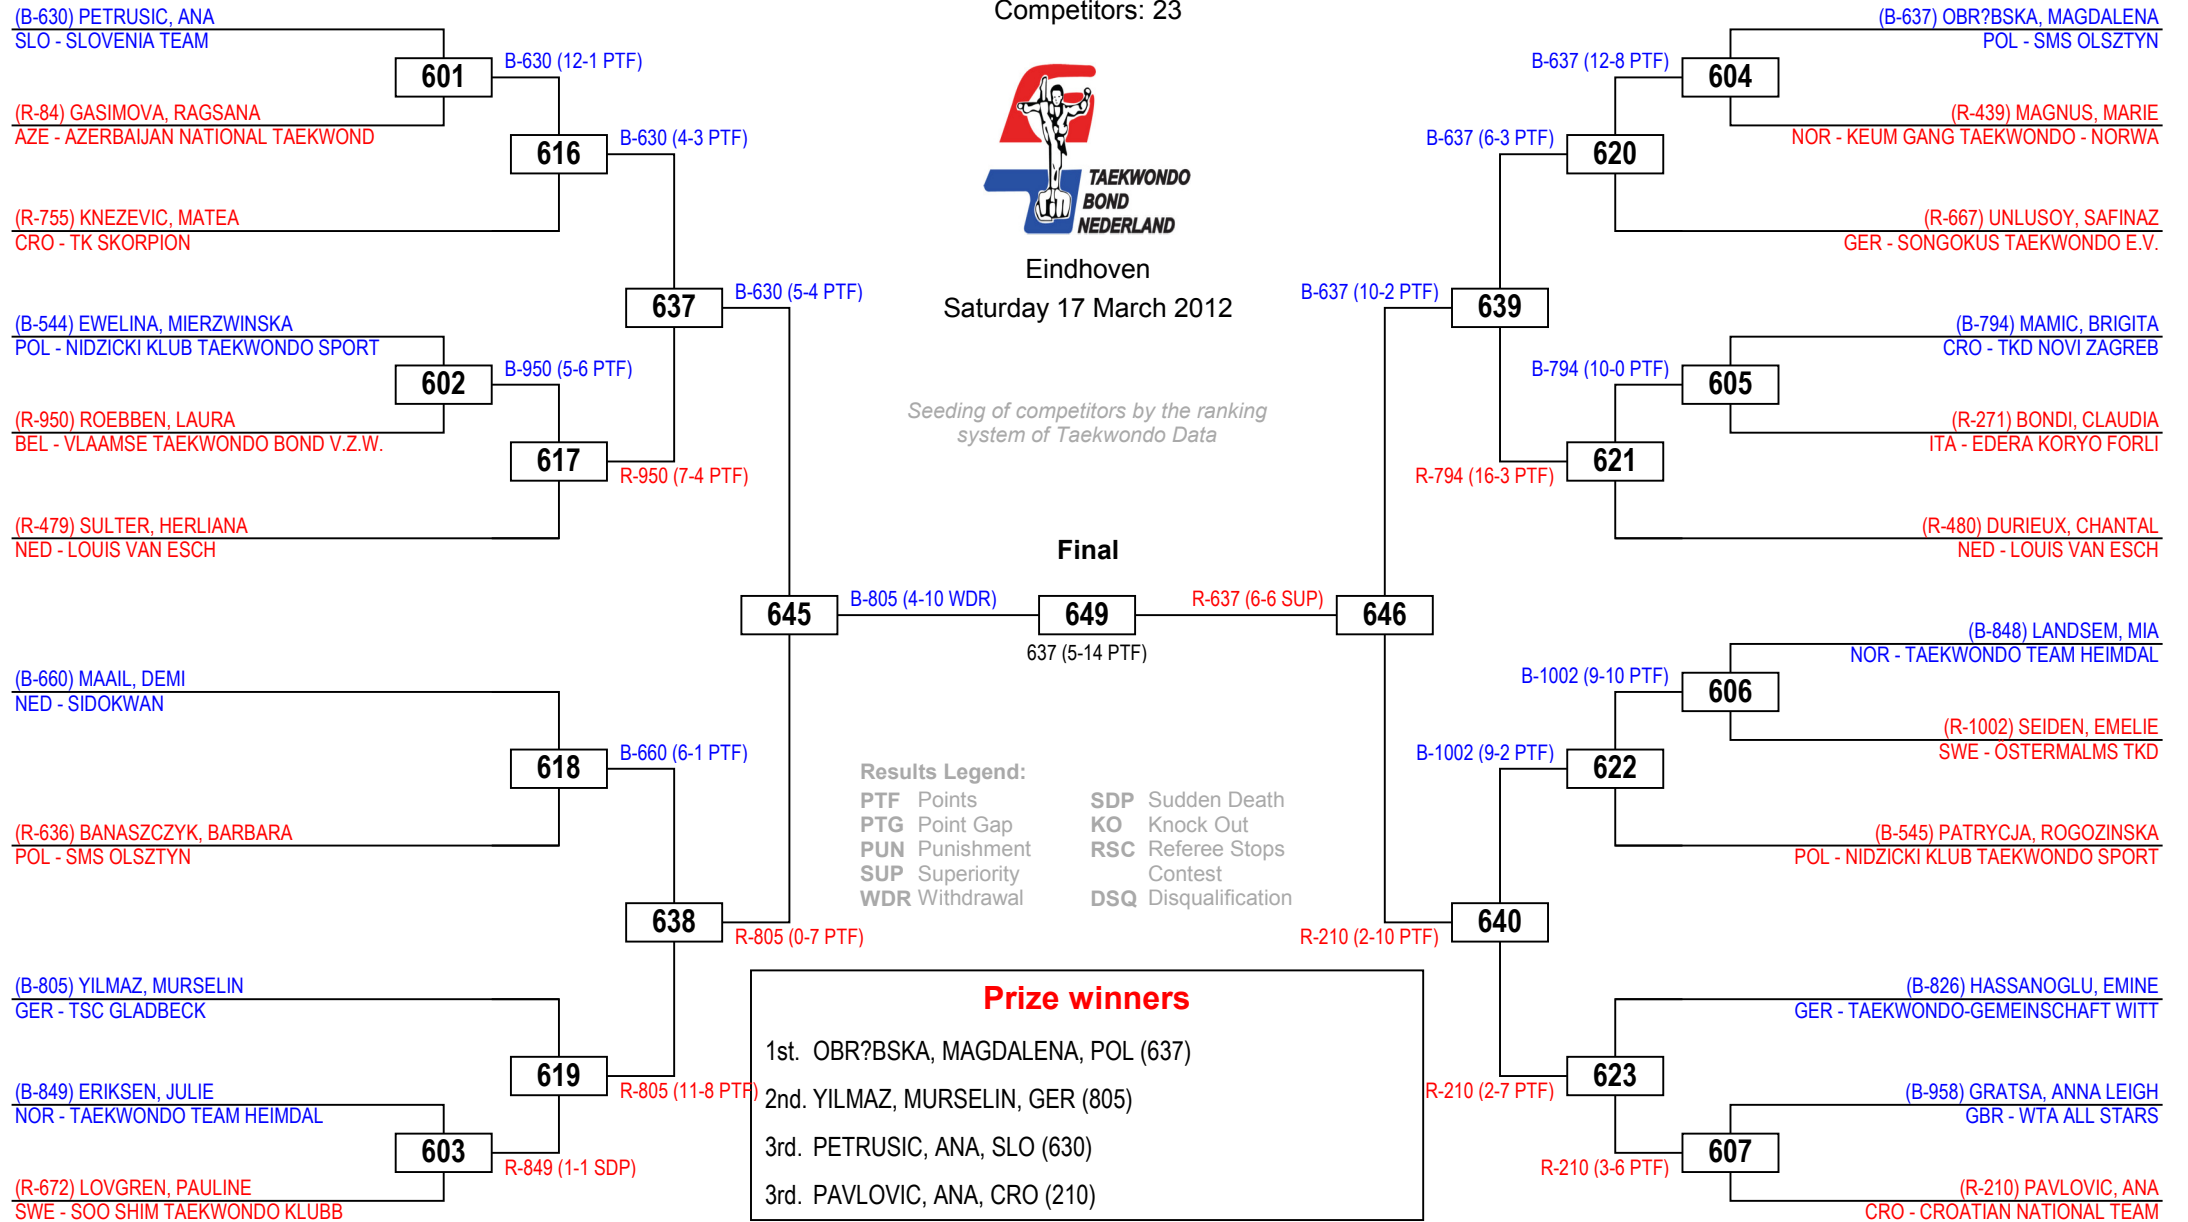 Competitors: 23
TAEKWONDO
BOND
NEDERLAND
Eindhoven
Saturday 17 March 2012
Seeding of competitors by the ranking
system of Taekwondo Data
(B-630) PETRUSIC, ANA
SLO - SLOVENIA TEAM
601
B-630 (12-1 PTF)
(R-84) GASIMOVA, RAGSANA
AZE - AZERBAIJAN NATIONAL TAEKWOND
616
B-630 (4-3 PTF)
(R-755) KNEZEVIC, MATEA
CRO - TK SKORPION
637
B-630 (5-4 PTF)
(B-544) EWELINA, MIERZWINSKA
POL - NIDZICKI KLUB TAEKWONDO SPORT
602
B-950 (5-6 PTF)
(R-950) ROEBBEN, LAURA
BEL - VLAAMSE TAEKWONDO BOND V.Z.W.
617
R-950 (7-4 PTF)
(R-479) SULTER, HERLIANA
NED - LOUIS VAN ESCH
645
B-805 (4-10 WDR)
(B-660) MAAIL, DEMI
NED - SIDOKWAN
618
B-660 (6-1 PTF)
(R-636) BANASZCZYK, BARBARA
POL - SMS OLSZTYN
638
R-805 (0-7 PTF)
(B-805) YILMAZ, MURSELIN
GER - TSC GLADBECK
619
R-805 (11-8 PTF)
(B-849) ERIKSEN, JULIE
NOR - TAEKWONDO TEAM HEIMDAL
603
R-849 (1-1 SDP)
(R-672) LOVGREN, PAULINE
SWE - SOO SHIM TAEKWONDO KLUBB
Final
649
637 (5-14 PTF)
(B-637) OBR?BSKA, MAGDALENA
POL - SMS OLSZTYN
B-637 (12-8 PTF)
604
(R-439) MAGNUS, MARIE
NOR - KEUM GANG TAEKWONDO - NORWA
B-637 (6-3 PTF)
620
(R-667) UNLUSOY, SAFINAZ
GER - SONGOKUS TAEKWONDO E.V.
B-637 (10-2 PTF)
639
(B-794) MAMIC, BRIGITA
CRO - TKD NOVI ZAGREB
B-794 (10-0 PTF)
605
(R-271) BONDI, CLAUDIA
ITA - EDERA KORYO FORLI
R-794 (16-3 PTF)
621
(R-480) DURIEUX, CHANTAL
NED - LOUIS VAN ESCH
R-637 (6-6 SUP)
646
(B-848) LANDSEM, MIA
NOR - TAEKWONDO TEAM HEIMDAL
B-1002 (9-10 PTF)
606
(R-1002) SEIDEN, EMELIE
SWE - ÖSTERMALMS TKD
B-1002 (9-2 PTF)
622
(B-545) PATRYCJA, ROGOZINSKA
POL - NIDZICKI KLUB TAEKWONDO SPORT
R-210 (2-10 PTF)
640
(B-826) HASSANOGLU, EMINE
GER - TAEKWONDO-GEMEINSCHAFT WITT
R-210 (2-7 PTF)
623
(B-958) GRATSA, ANNA LEIGH
GBR - WTA ALL STARS
R-210 (3-6 PTF)
607
(R-210) PAVLOVIC, ANA
CRO - CROATIAN NATIONAL TEAM
Results Legend:
PTF Points
PTG Point Gap
PUN Punishment
SUP Superiority
WDR Withdrawal
SDP Sudden Death
KO Knock Out
RSC Referee Stops
Contest
DSQ Disqualification
Prize winners
1st. OBR?BSKA, MAGDALENA, POL (637)
2nd. YILMAZ, MURSELIN, GER (805)
3rd. PETRUSIC, ANA, SLO (630)
3rd. PAVLOVIC, ANA, CRO (210)